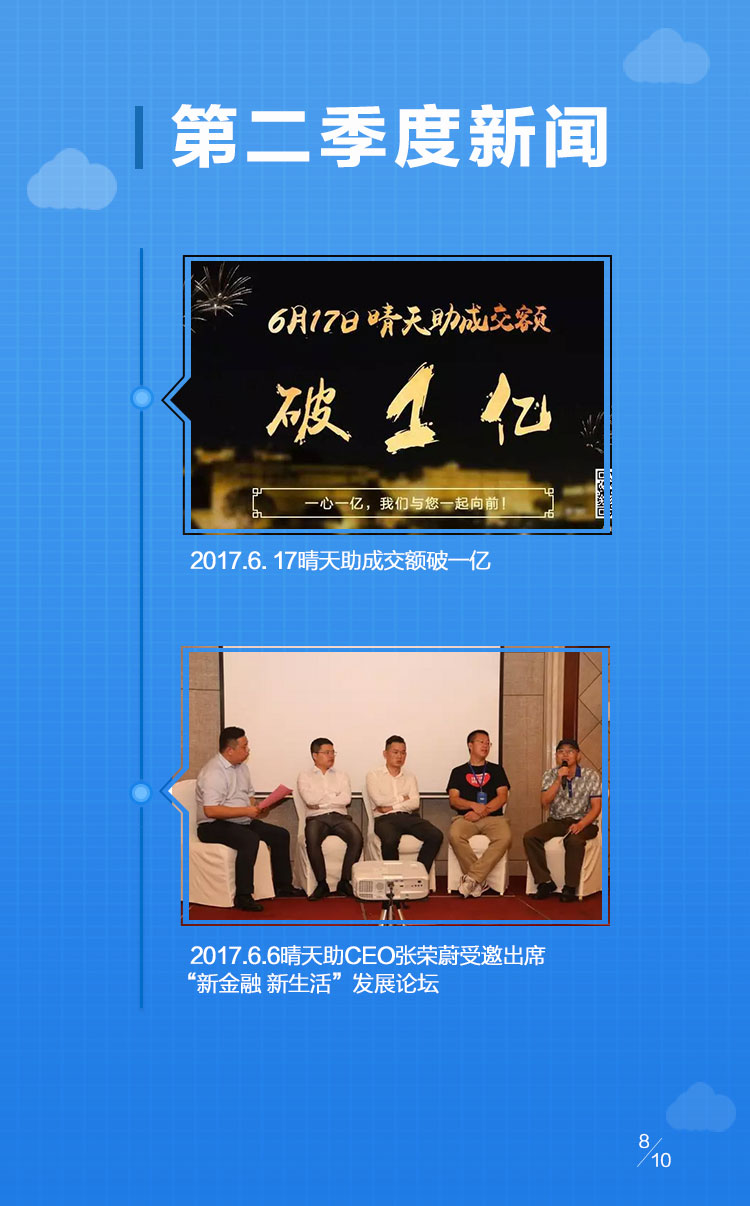 第二季度新闻
6月17日晴天助成交额
破1亿
一心一亿，我们与您一起向前！
2017.6. 17晴天助成交额破一亿
2017.6.6晴天助CEO张荣蔚受邀出席
“新金融 新生活”发展论坛
8/10